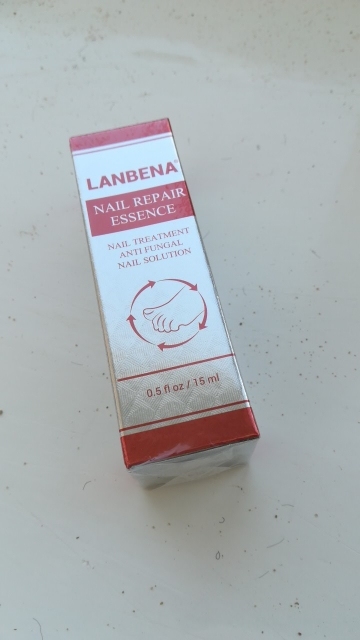 LANBENA®
NAIL REPAIR
ESSENCE
NAIL TREATMENT
ANTI FUNGAL
NAIL SOLUTION
0.5 fl oz / 15 ml